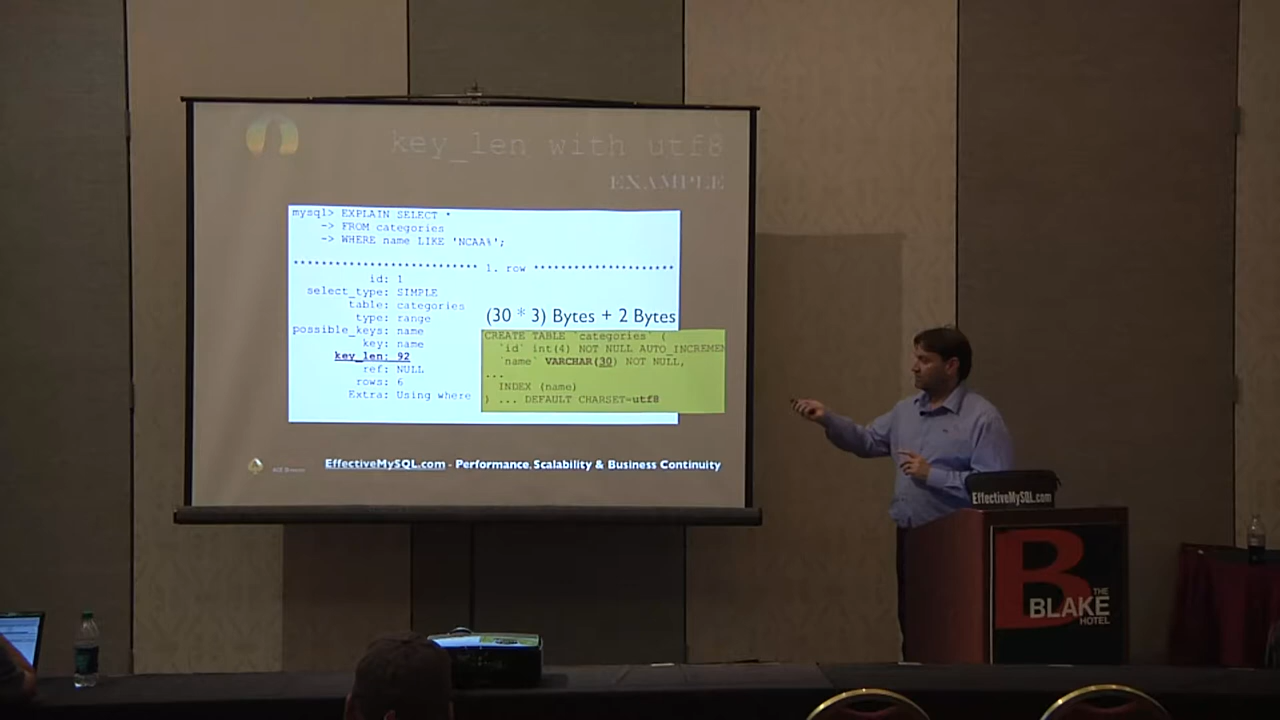 key_len with utf8
EXAMPLE
mysql> EXPLAIN SELECT *
-> FROM categories
-> WHERE name LIKE 'NCAA%';
************************** 1. row *********************
id: 1
select_type: SIMPLE
table: categories
type: range
possible_keys: name
key: name
key_len: 92
ref: NULL
rows: 6
Extra: Using where
(30 * 3) Bytes + 2 Bytes
CREATE TABLE `categories` (
`id` int(4) NOT NULL AUTO_INCREMEN
`name` VARCHAR(30) NOT NULL,
...
INDEX (name)
) ... DEFAULT CHARSET=utf8
EffectiveMySQL.com - Performance, Scalability & Business Continuity
EffectiveMySQL.com
B
THE
BLAKE
HOTEL